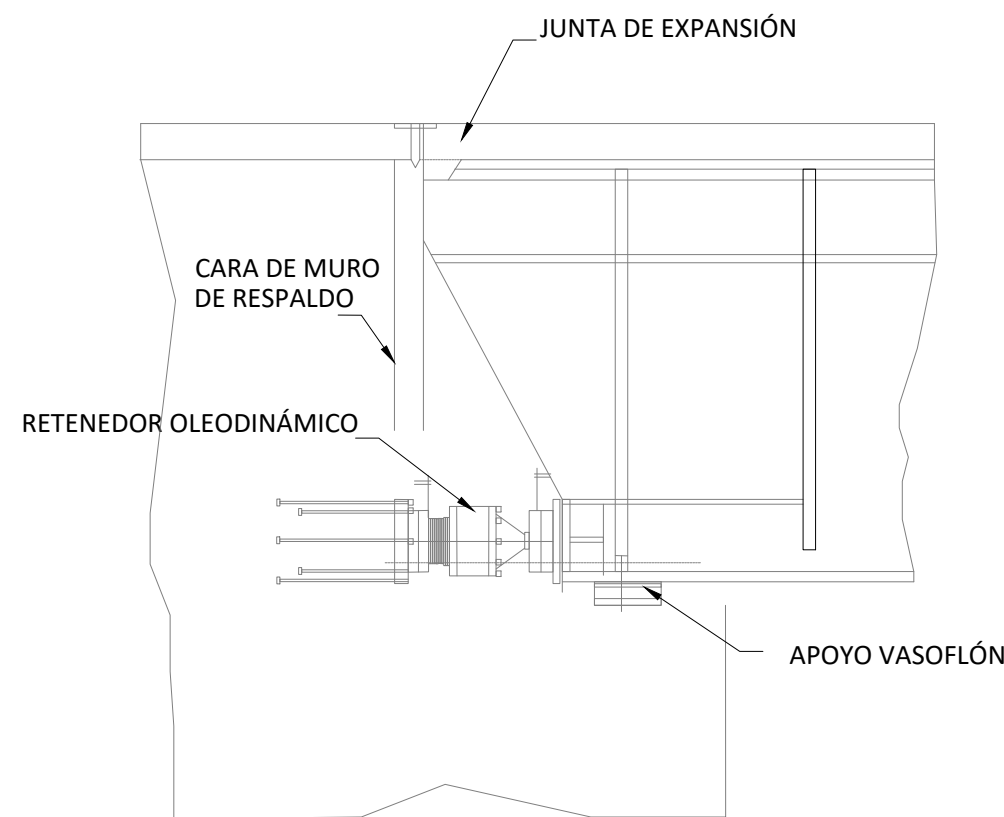 JUNTA DE EXPANSIÓN
CARA DE MURO
DE RESPALDO
RETENEDOR OLEODINÁMICO
APOYO VASOFLÓN